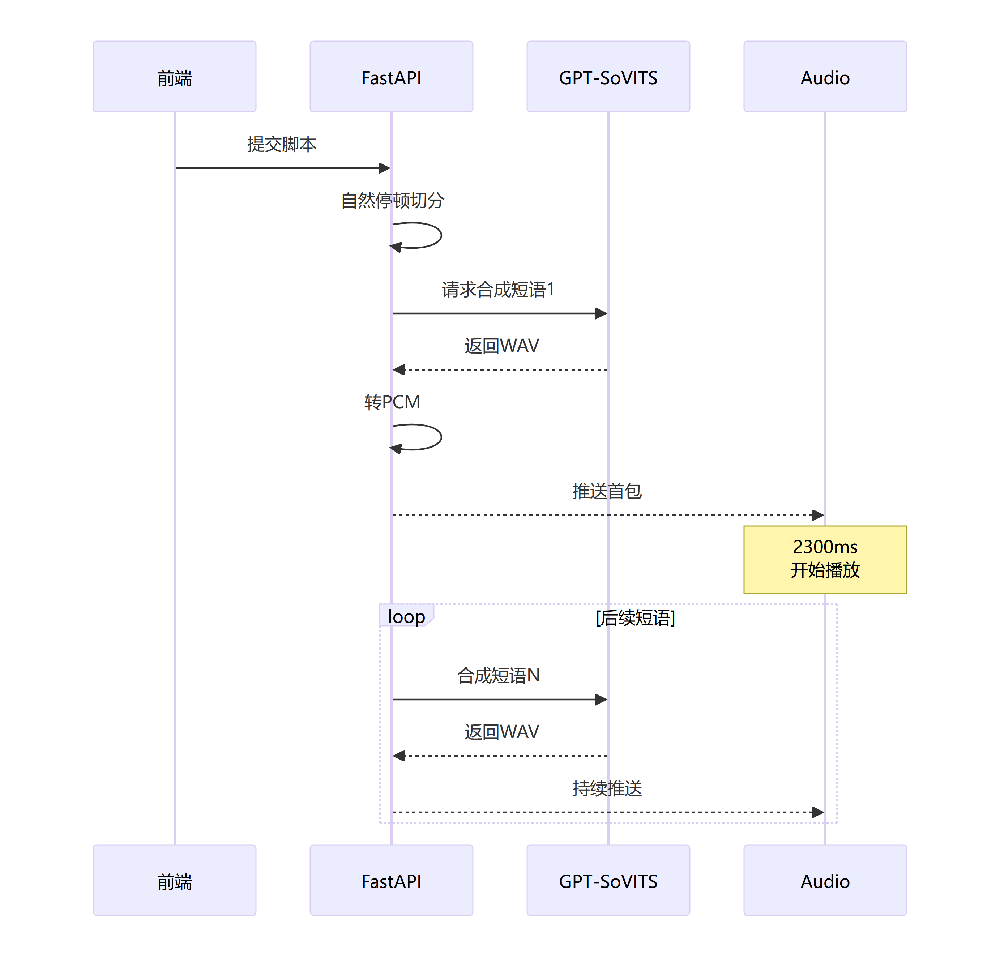 前端
FastAPI
GPT-SoVITS
Audio
提交脚本
自然停顿切分
请求合成短语1
返回WAV
转PCM
推送首包
2300ms
开始播放
loop
[后续短语]
合成短语N
返回WAV
持续推送
前端
FastAPI
GPT-SoVITS
Audio